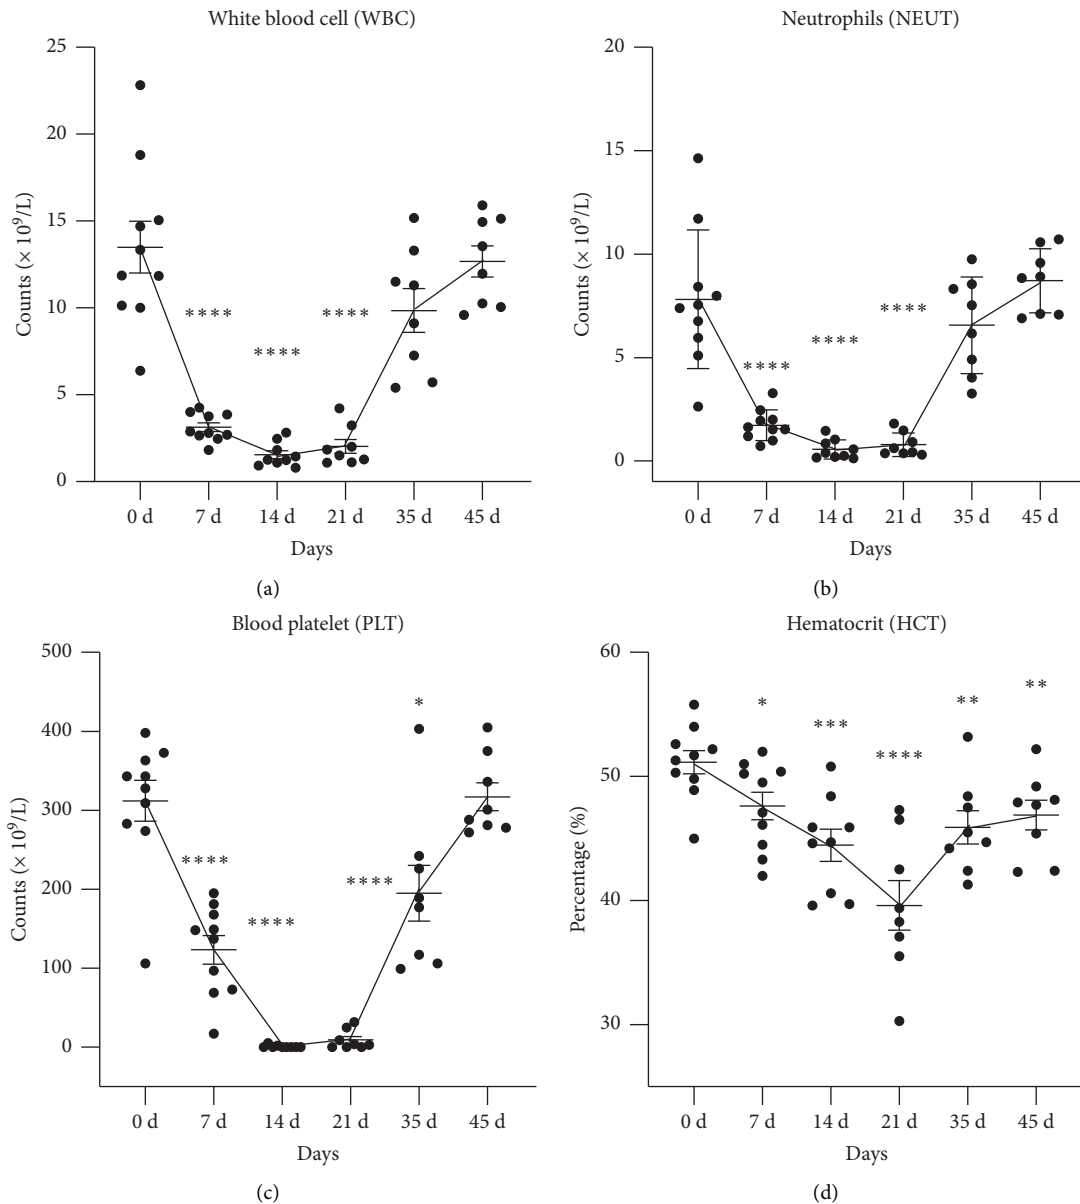 White blood cell (WBC)
25
20
15
10
5
0
Counts (× 10⁹/L)
****
****
****
0 d 7 d 14 d 21 d 35 d 45 d
Days
(a)
Neutrophils (NEUT)
20
15
10
5
0
Counts (× 10⁹/L)
****
****
****
0 d 7 d 14 d 21 d 35 d 45 d
Days
(b)
Blood platelet (PLT)
500
400
300
200
100
0
Counts (× 10⁹/L)
****
****
****
*
0 d 7 d 14 d 21 d 35 d 45 d
Days
(c)
Hematocrit (HCT)
60
50
40
30
Percentage (%)
*
***
****
**
**
0 d 7 d 14 d 21 d 35 d 45 d
Days
(d)